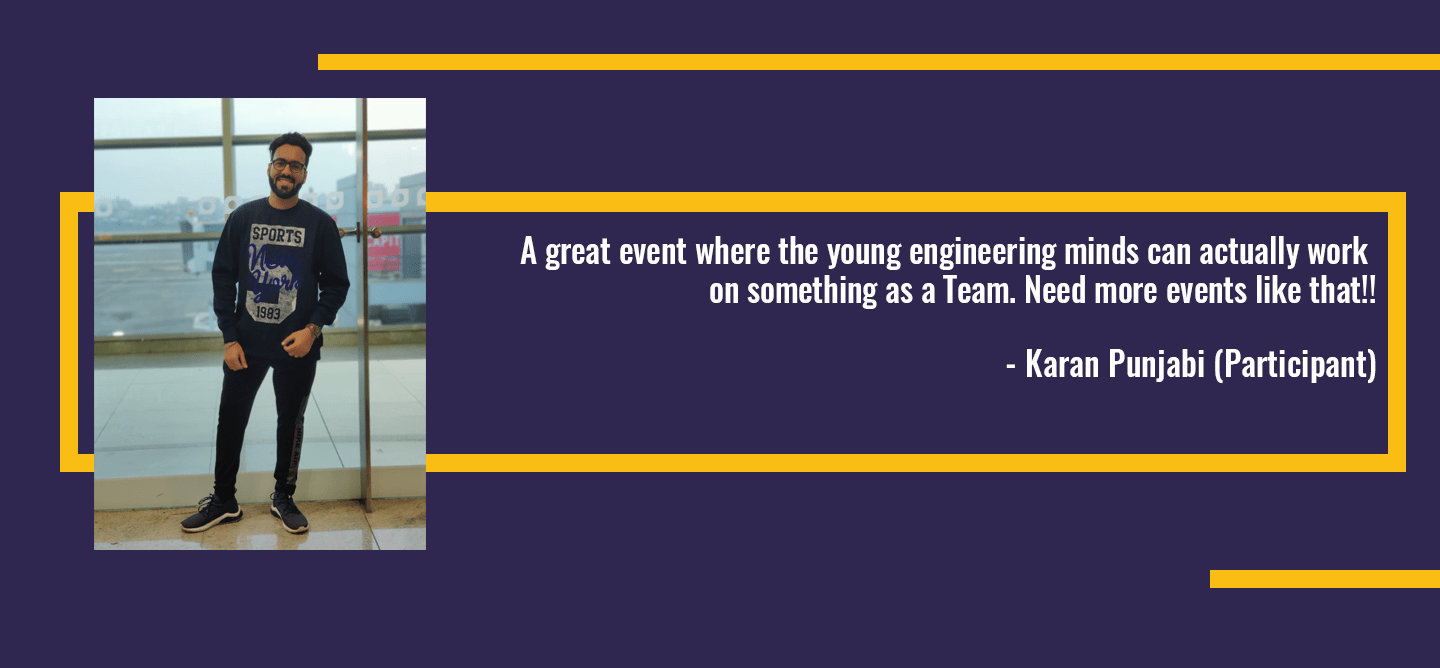 SPORTS
New
York
1983
A great event where the young engineering minds can actually work
on something as a Team. Need more events like that!!
- Karan Punjabi (Participant)